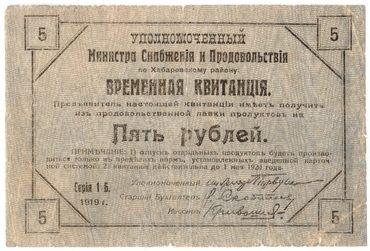 5 УПОЛНОМОЧЕННЫЙ 5
Министра Снабженія и Продовольствія
по Хабаровскому району.
ВРЕМЕННАЯ КВИТАНЦІЯ.
Предъявитель настоящей квитанціи имѣетъ получить
изъ продовольственной лавки продуктовъ на
Пять рублей.
ПРИМѢЧАНІЕ: 1) отпускъ отдѣльныхъ продуктовъ будетъ произво-
диться только въ предѣлахъ нормъ, установленныхъ введенной карточ-
ной системой; 2) квитанція дѣйствительна до 1 мая 1920 года.
Серія 1 Б. Уполномоченный
1919 г. Старшій Бухгалтеръ
5 Кассиръ 5